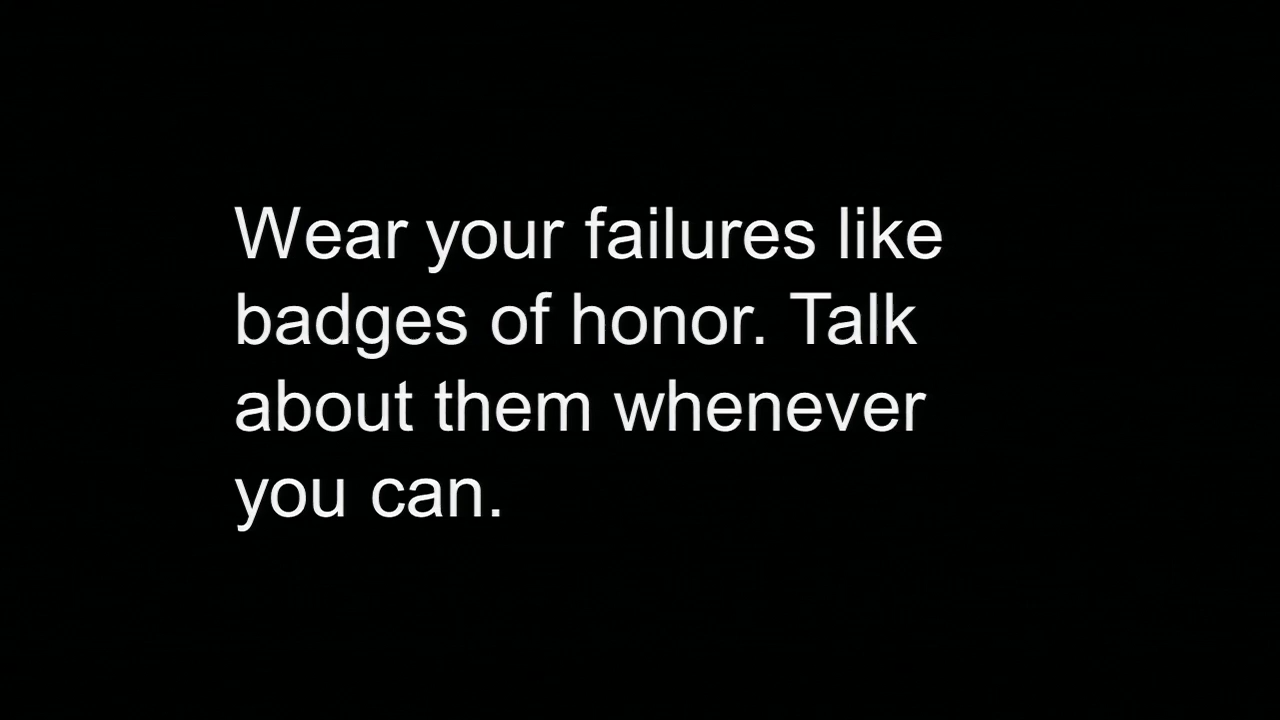 Wear your failures like
badges of honor. Talk
about them whenever
you can.